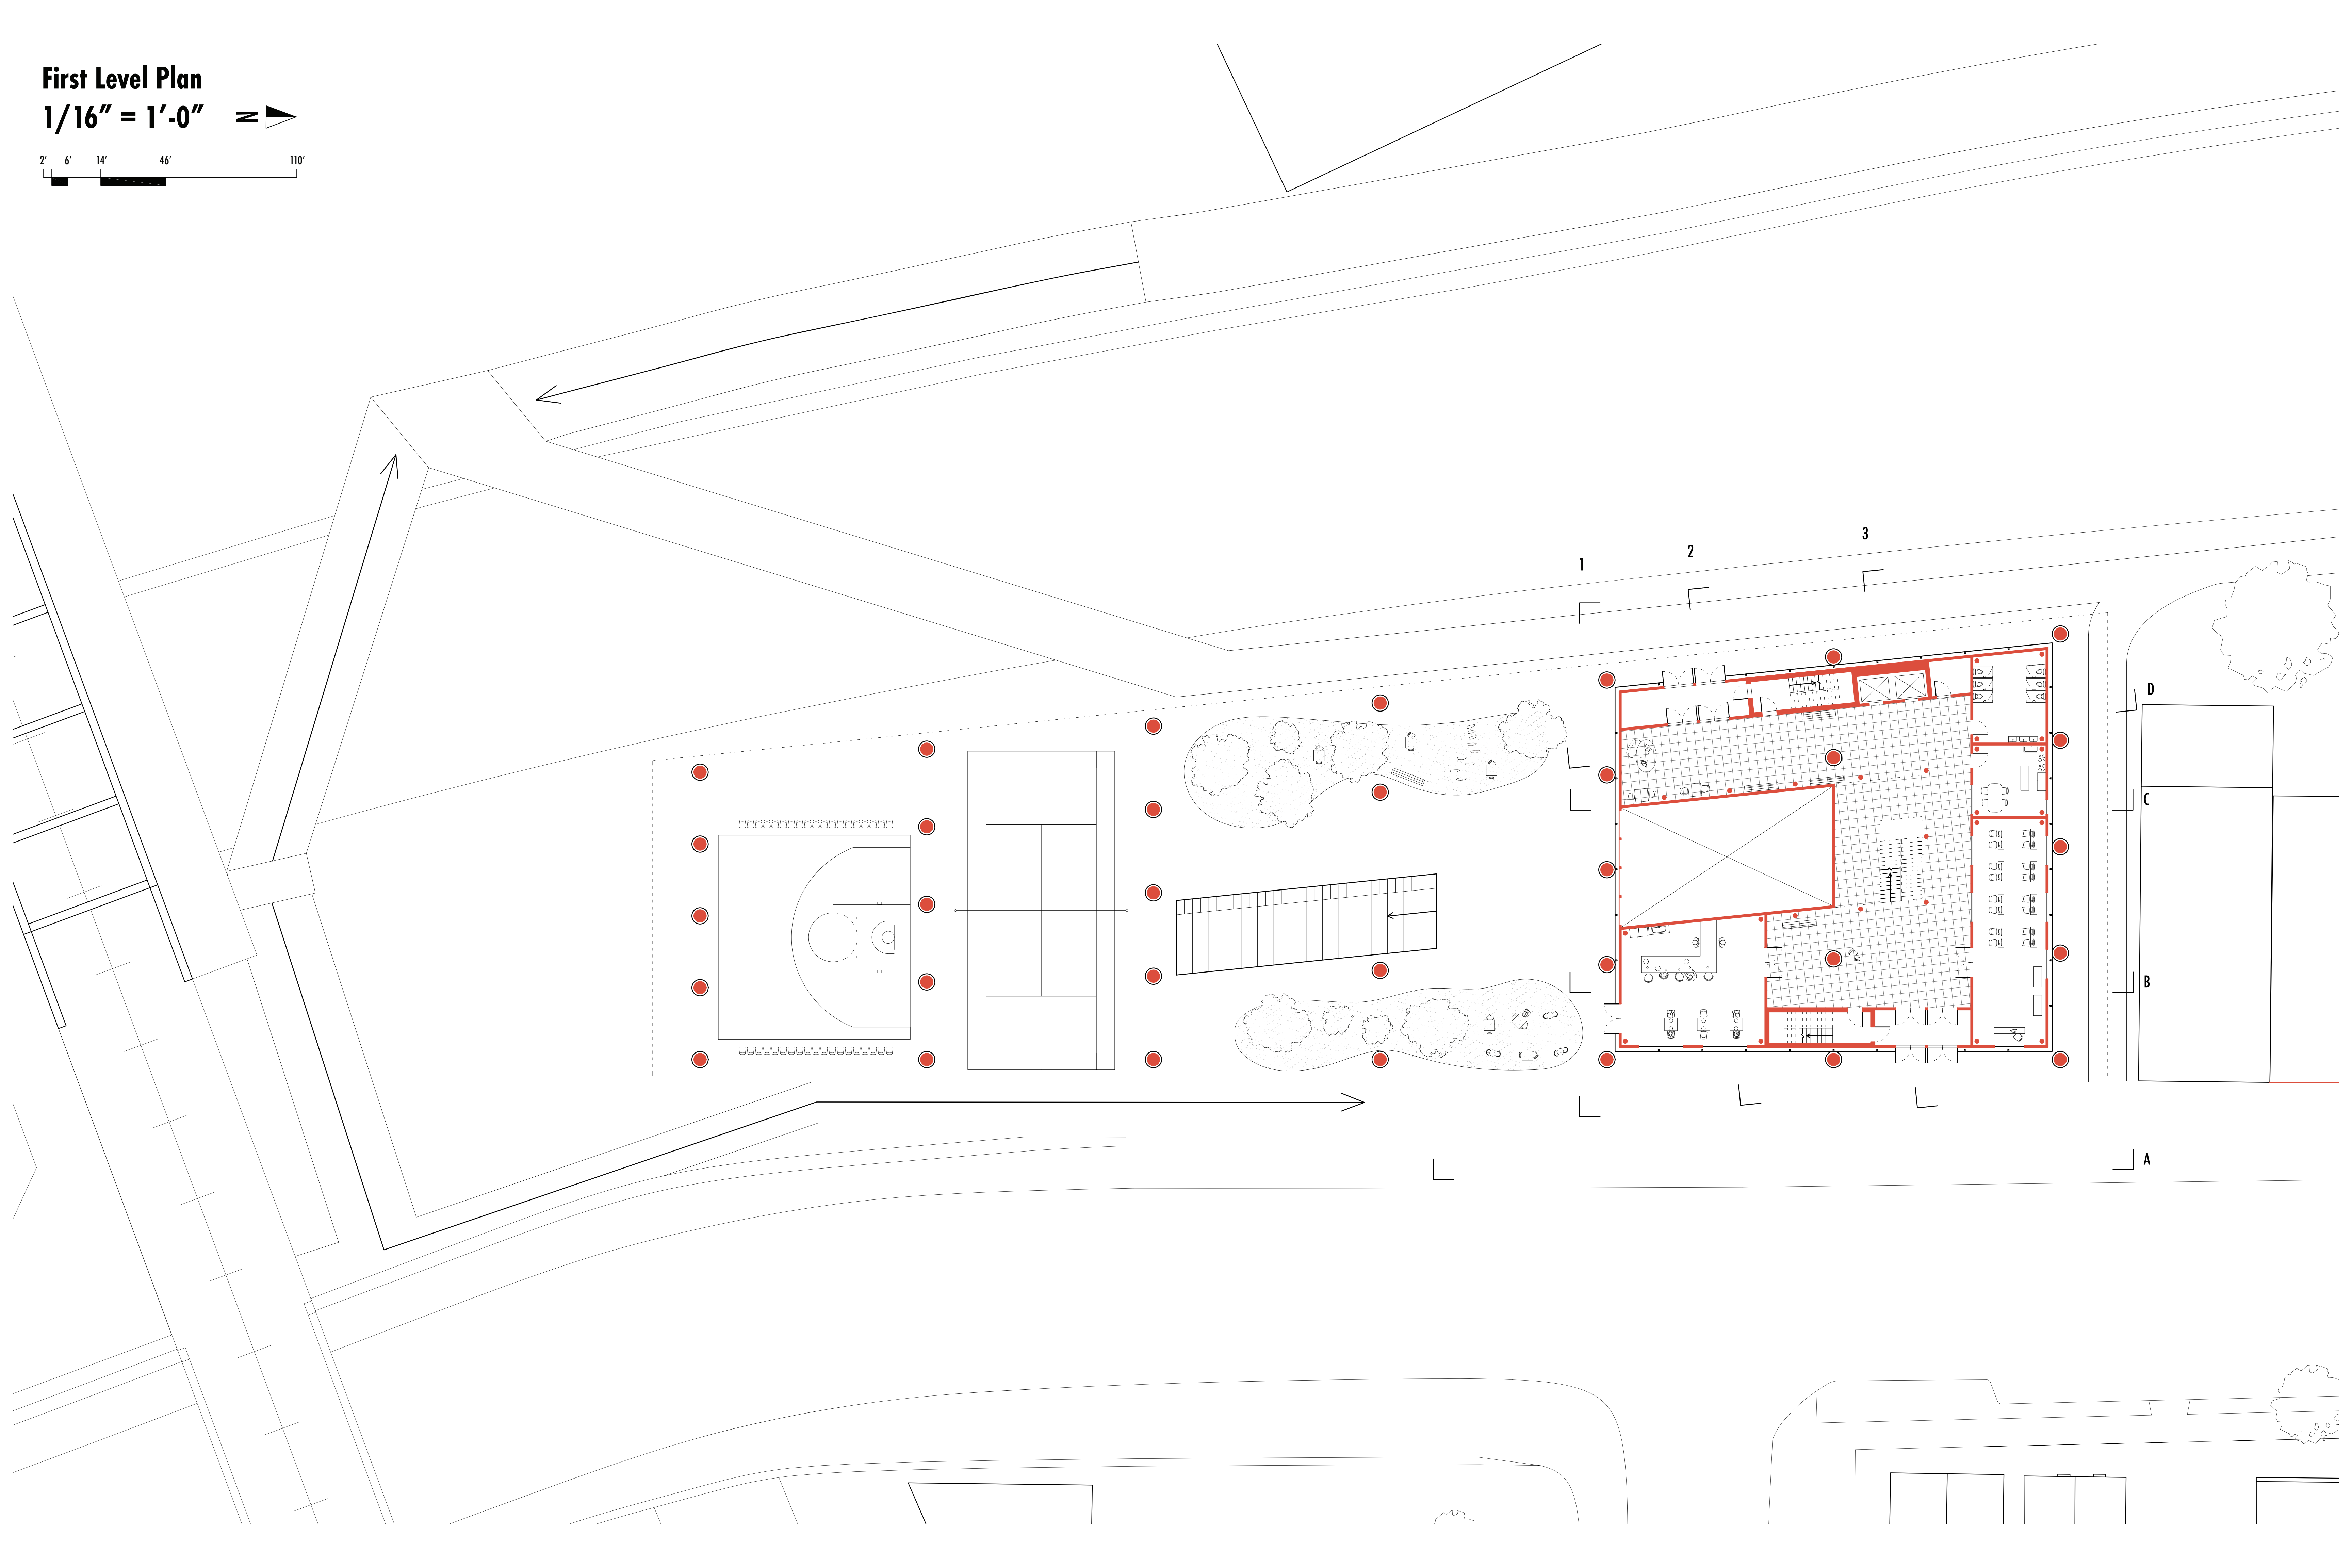 First Level Plan
1/16” = 1’-0” N
2’ 6’ 14’ 46’ 110’
3
2
1
D
C
B
A